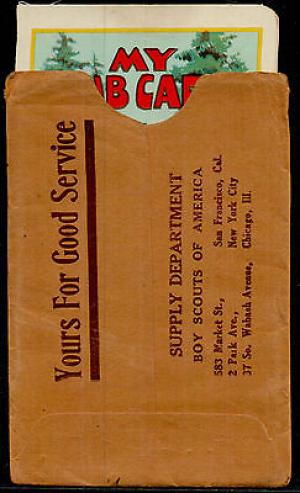 MY
Yours For Good Service
SUPPLY DEPARTMENT
BOY SCOUTS OF AMERICA
583 Market St., San Francisco, Cal.
2 Park Ave., New York City
37 So. Wabash Avenue, Chicago, Ill.